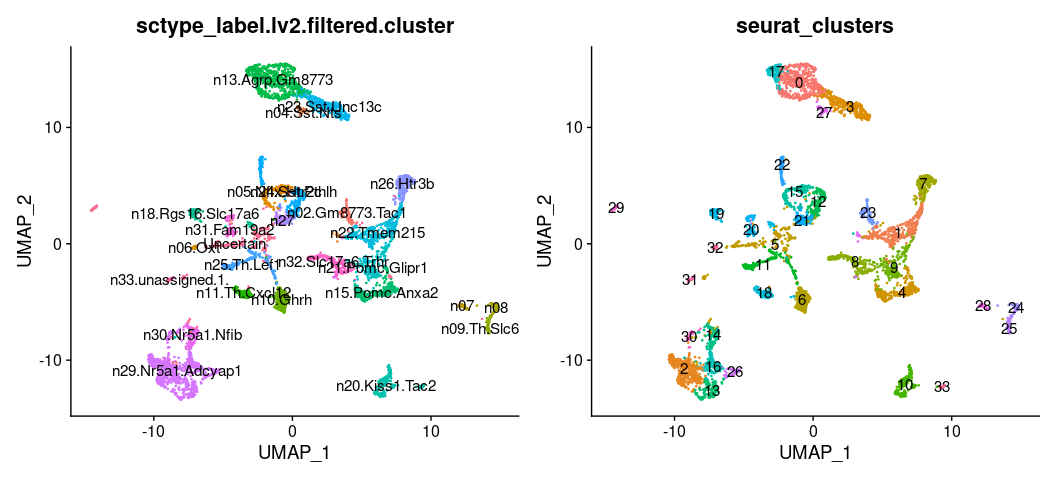 sctype_label.lv2.filtered.cluster
n13.Agrp.Gm8773
n23.Sst.Unc13c
n04.Sst.Nts
n26.Htr3b
n18.Rgs16.Slc17a6
n02.Gm8773.Tac1
n27
n31.Fam19a2
n22.Tmem215
n06.Oxt
Uncertain
n25.Th.Lef1
n32.Slc17a6.Trhr
n33.unassigned.1.
n11.Th.Cxcl12
n10.Ghrh
n15.Pomc.Anxa2
n07
n08
n09.Th.Slc6
n30.Nr5a1.Nfib
n29.Nr5a1.Adcyap1
n20.Kiss1.Tac2
10
0
-10
UMAP_2
-10
0
10
UMAP_1
seurat_clusters
17
0
3
27
22
7
15
12
29
19
23
21
20
1
32
5
11
8
9
31
18
6
4
28
24
25
30
14
2
16
26
13
10
33
10
0
-10
UMAP_2
-10
0
10
UMAP_1